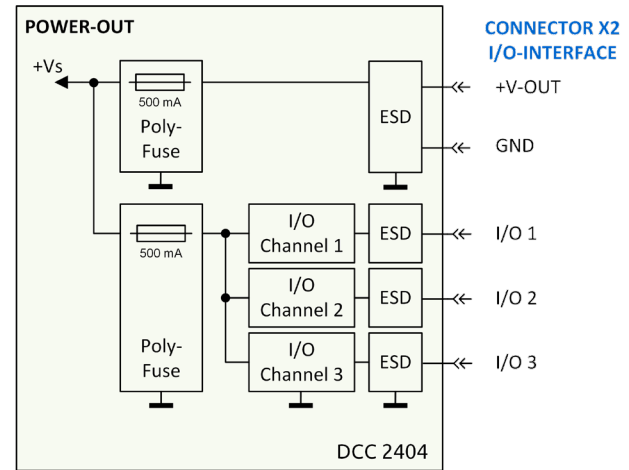 POWER-OUT
CONNECTOR X2
I/O-INTERFACE
+Vs
500 mA
Poly-
Fuse
ESD
+V-OUT
GND
500 mA
Poly-
Fuse
I/O
Channel 1
ESD
I/O 1
I/O
Channel 2
ESD
I/O 2
I/O
Channel 3
ESD
I/O 3
DCC 2404